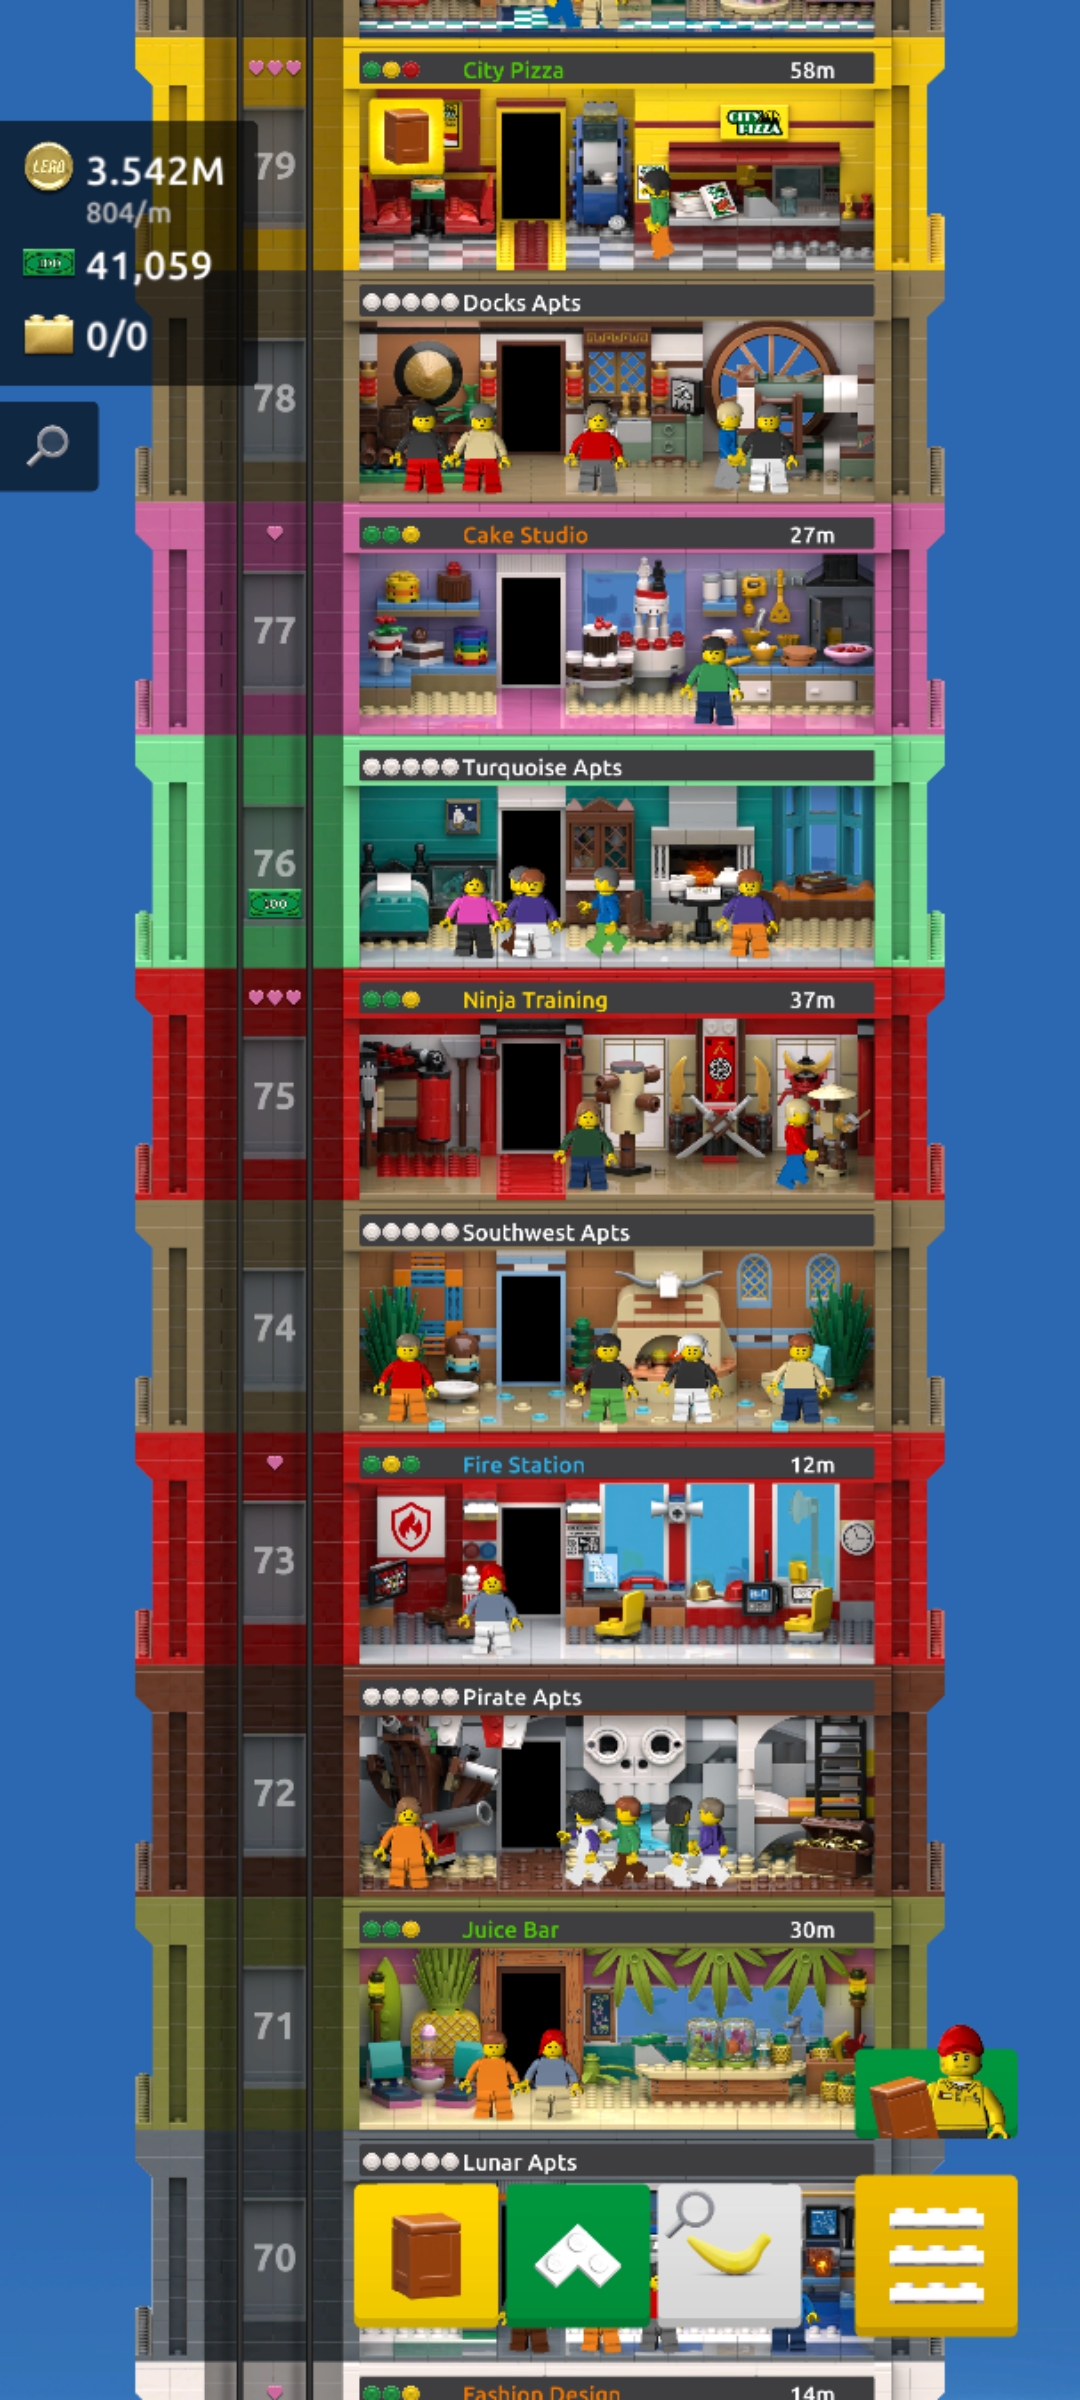 City Pizza 58m
79
CITY PIZZA
LEGO 3.542M
804/m
41,059
0/0
Docks Apts
78
Cake Studio 27m
77
Turquoise Apts
76
100
Ninja Training 37m
75
Southwest Apts
74
Fire Station 12m
73
Pirate Apts
72
Juice Bar 30m
71
Lunar Apts
70
Fashion Design 14m